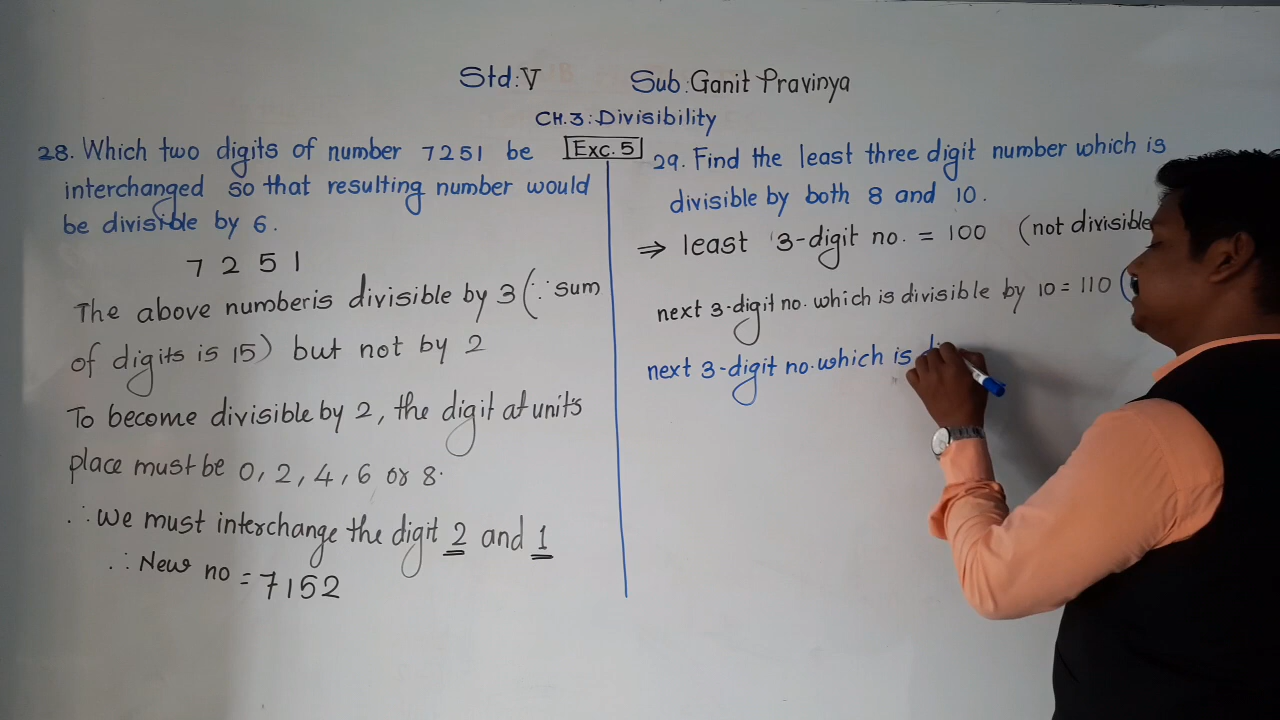 Std:V Sub:Ganit Pravinya
CH.3:Divisibility
Exc.5
28. Which two digits of number 7251 be
interchanged so that resulting number would
be divisible by 6.
7 2 5 1
The above number is divisible by 3 (∵ sum
of digits is 15) but not by 2
To become divisible by 2, the digit at unit's
place must be 0, 2, 4, 6 or 8.
∴ We must interchange the digit 2 and 1
∴ New no = 7152
29. Find the least three digit number which is
divisible by both 8 and 10.
⇒ least 3-digit no. = 100 (not divisible
next 3-digit no. which is divisible by 10 = 110 (
next 3-digit no. which is di